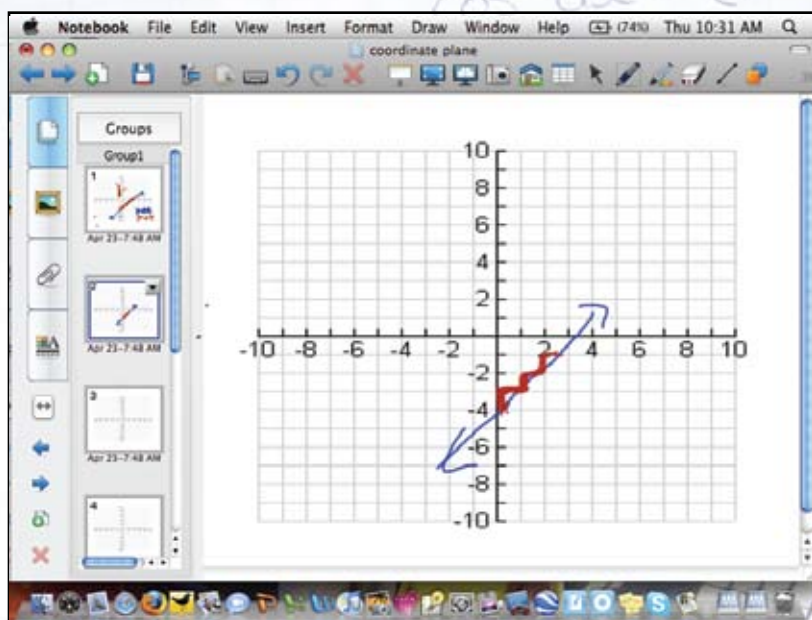 Notebook File Edit View Insert Format Draw Window Help (74%) Thu 10:31 AM
coordinate plane
Groups
Group1
1
Apr 23-7:48 AM
2
Apr 23-7:48 AM
3
Apr 23-7:48 AM
4
10
8
6
4
2
-10 -8 -6 -4 -2 2 4 6 8 10
-2
-4
-6
-8
-10